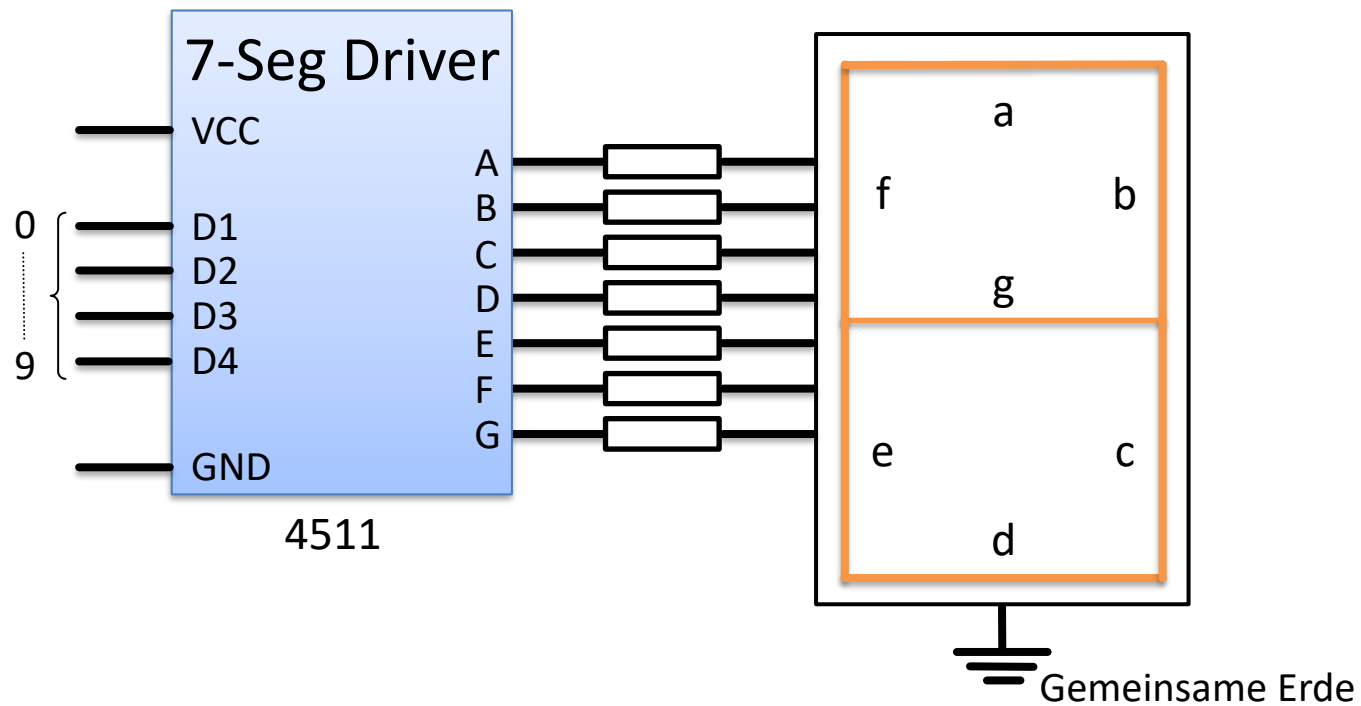 7-Seg Driver
VCC
A
B
C
D
E
F
G
0
9
D1
D2
D3
D4
GND
4511
a
f
b
g
e
c
d
Gemeinsame Erde